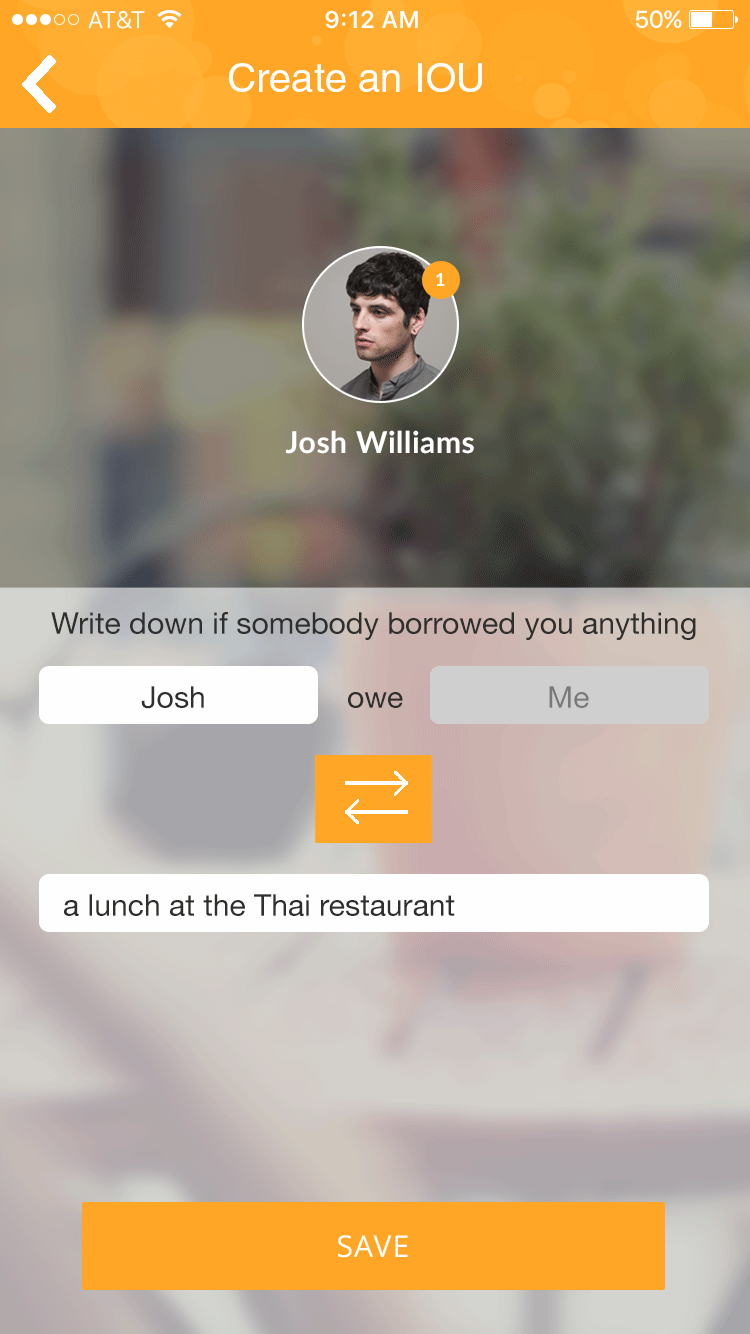 AT&T 9:12 AM 50%
Create an IOU
1
Josh Williams
Write down if somebody borrowed you anything
Josh owe Me
a lunch at the Thai restaurant
SAVE